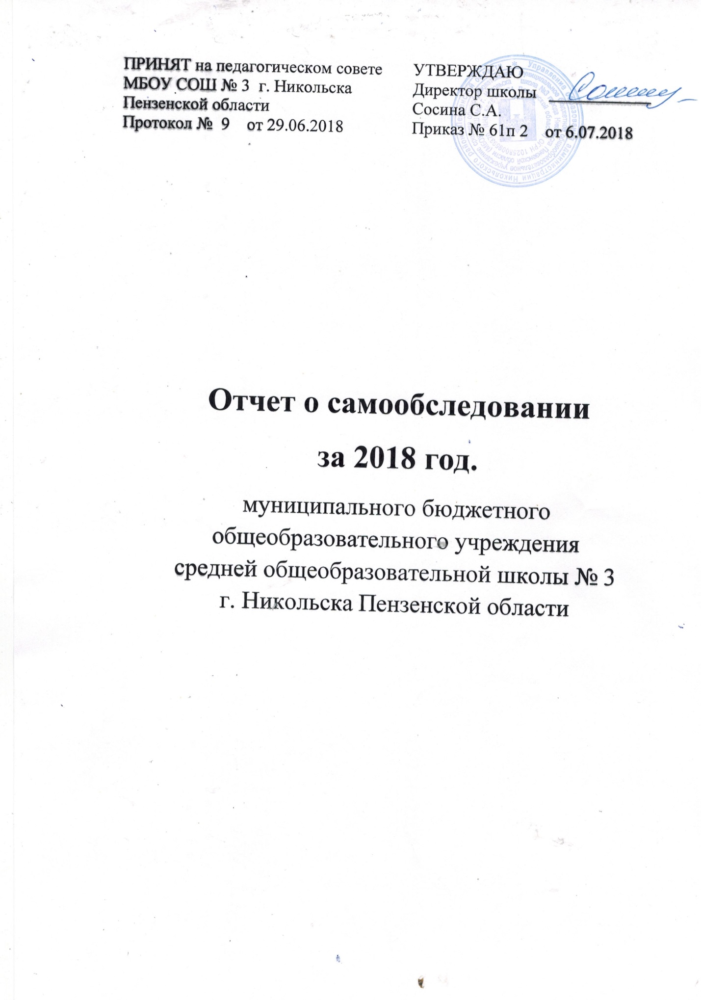 ПРИНЯТ на педагогическом совете
МБОУ СОШ № 3 г. Никольска
Пензенской области
Протокол № 9 от 29.06.2018
УТВЕРЖДАЮ
Директор школы
Сосина С.А.
Приказ № 61п 2 от 6.07.2018
Отчет о самообследовании
за 2018 год.
муниципального бюджетного
общеобразовательного учреждения
средней общеобразовательной школы № 3
г. Никольска Пензенской области